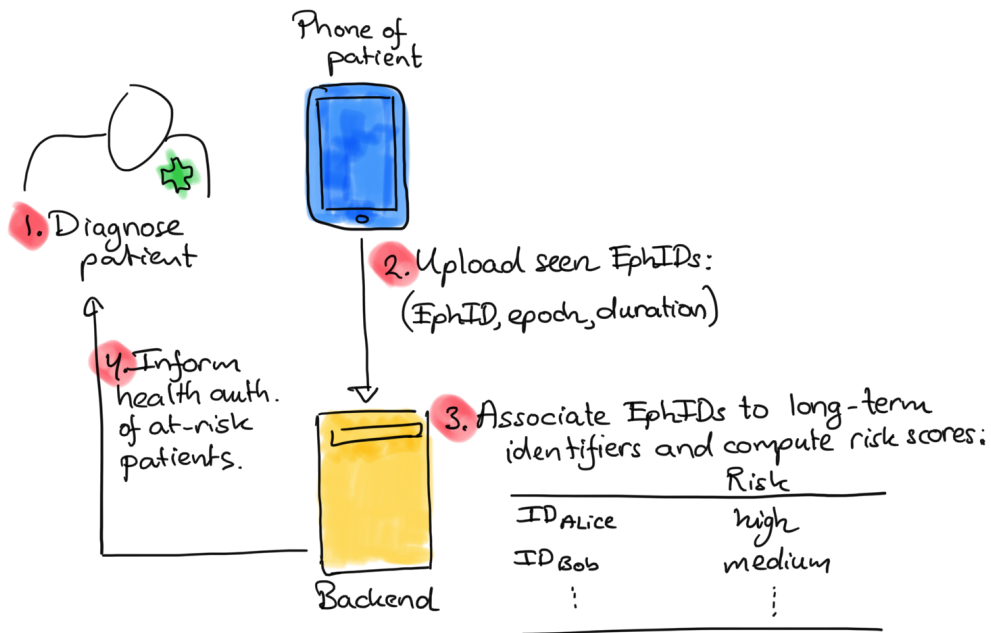 Phone of
patient
1. Diagnose
patient
2. Upload seen EphIDs:
(EphID, epoch, duration)
3. Associate EphIDs to long-term
identifiers and compute risk scores:
Risk
ID Alice high
ID Bob medium
4. Inform
health auth.
of at-risk
patients.
Backend